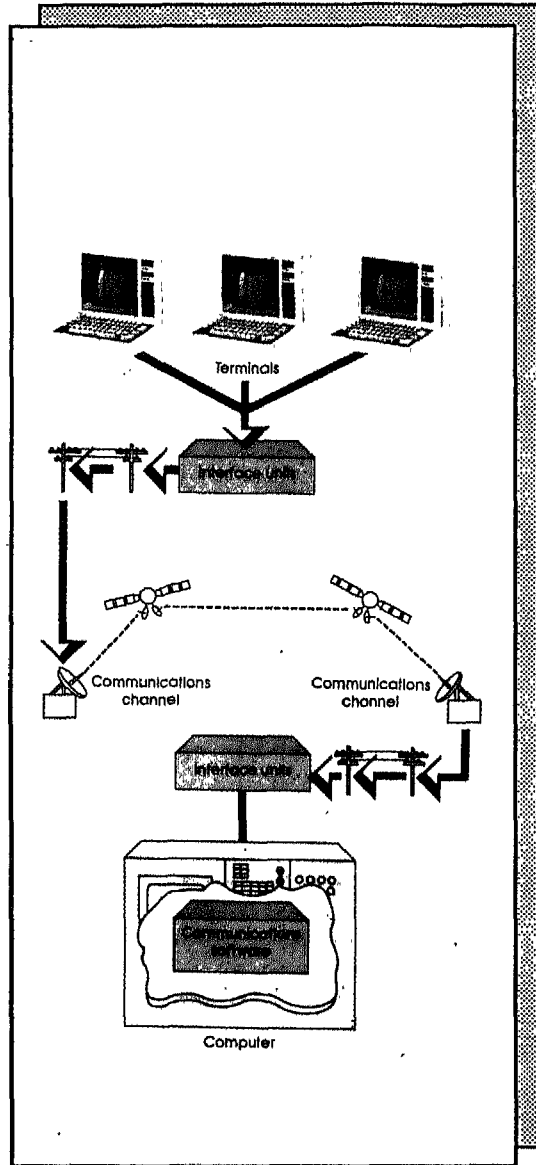 Terminals
Interface units
Communications
channel
Communications
channel
Interface units
Communications
software
Computer